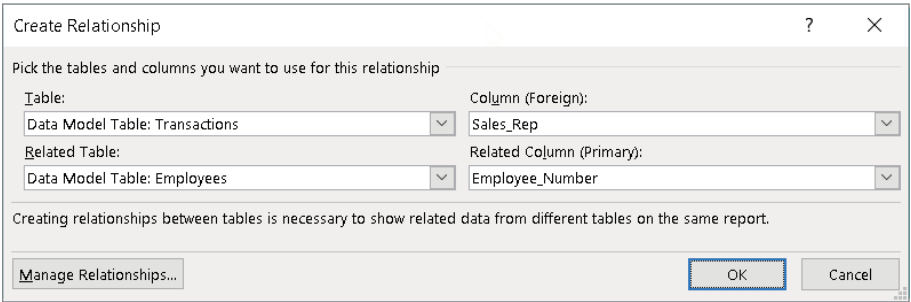 Create Relationship ? ×
Pick the tables and columns you want to use for this relationship
Table: Column (Foreign):
Data Model Table: Transactions Sales_Rep
Related Table: Related Column (Primary):
Data Model Table: Employees Employee_Number
Creating relationships between tables is necessary to show related data from different tables on the same report.
Manage Relationships... OK Cancel